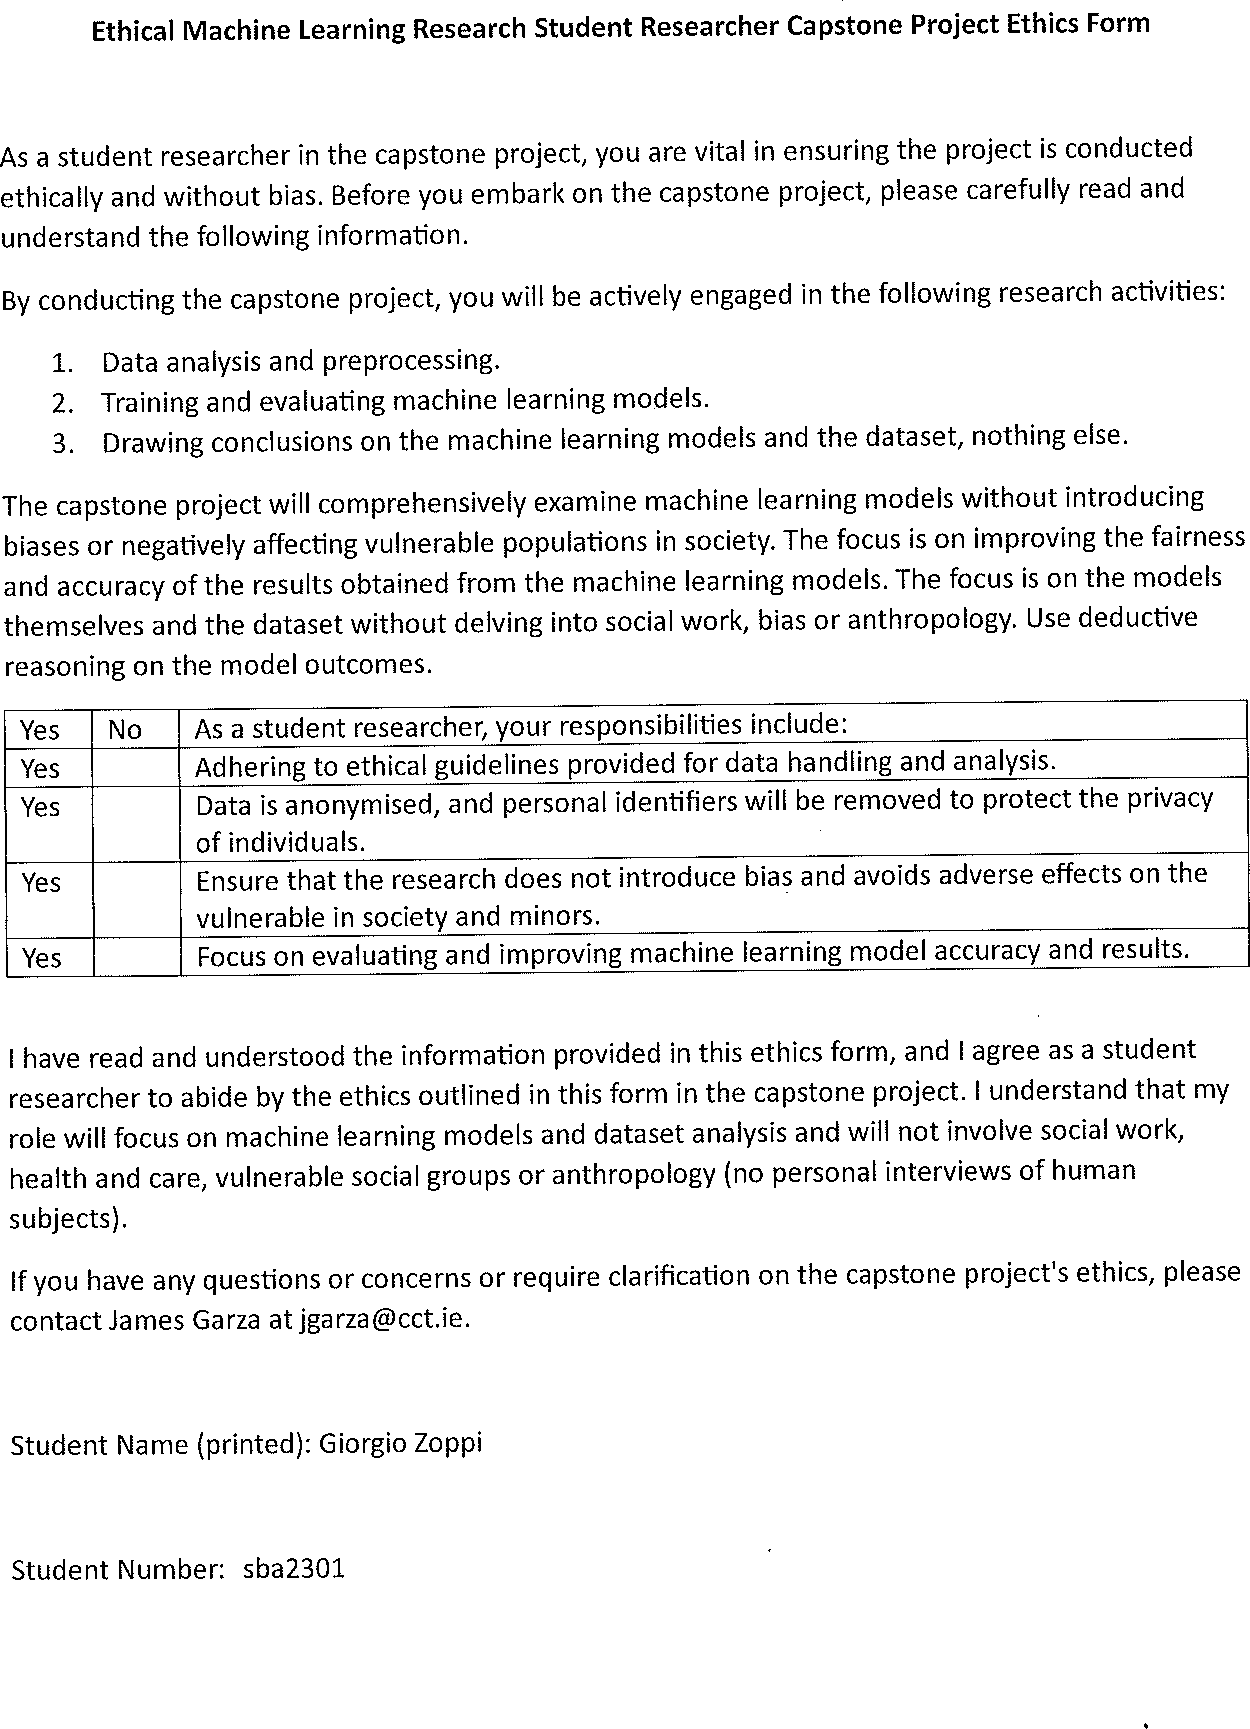 Ethical Machine Learning Research Student Researcher Capstone Project Ethics Form
As a student researcher in the capstone project, you are vital in ensuring the project is conducted
ethically and without bias. Before you embark on the capstone project, please carefully read and
understand the following information.
By conducting the capstone project, you will be actively engaged in the following research activities:
1. Data analysis and preprocessing.
2. Training and evaluating machine learning models.
3. Drawing conclusions on the machine learning models and the dataset, nothing else.
The capstone project will comprehensively examine machine learning models without introducing
biases or negatively affecting vulnerable populations in society. The focus is on improving the fairness
and accuracy of the results obtained from the machine learning models. The focus is on the models
themselves and the dataset without delving into social work, bias or anthropology. Use deductive
reasoning on the model outcomes.
Yes No As a student researcher, your responsibilities include:
Yes Adhering to ethical guidelines provided for data handling and analysis.
Yes Data is anonymised, and personal identifiers will be removed to protect the privacy
of individuals.
Yes Ensure that the research does not introduce bias and avoids adverse effects on the
vulnerable in society and minors.
Yes Focus on evaluating and improving machine learning model accuracy and results.
I have read and understood the information provided in this ethics form, and I agree as a student
researcher to abide by the ethics outlined in this form in the capstone project. I understand that my
role will focus on machine learning models and dataset analysis and will not involve social work,
health and care, vulnerable social groups or anthropology (no personal interviews of human
subjects).
If you have any questions or concerns or require clarification on the capstone project's ethics, please
contact James Garza at jgarza@cct.ie.
Student Name (printed): Giorgio Zoppi
Student Number: sba2301